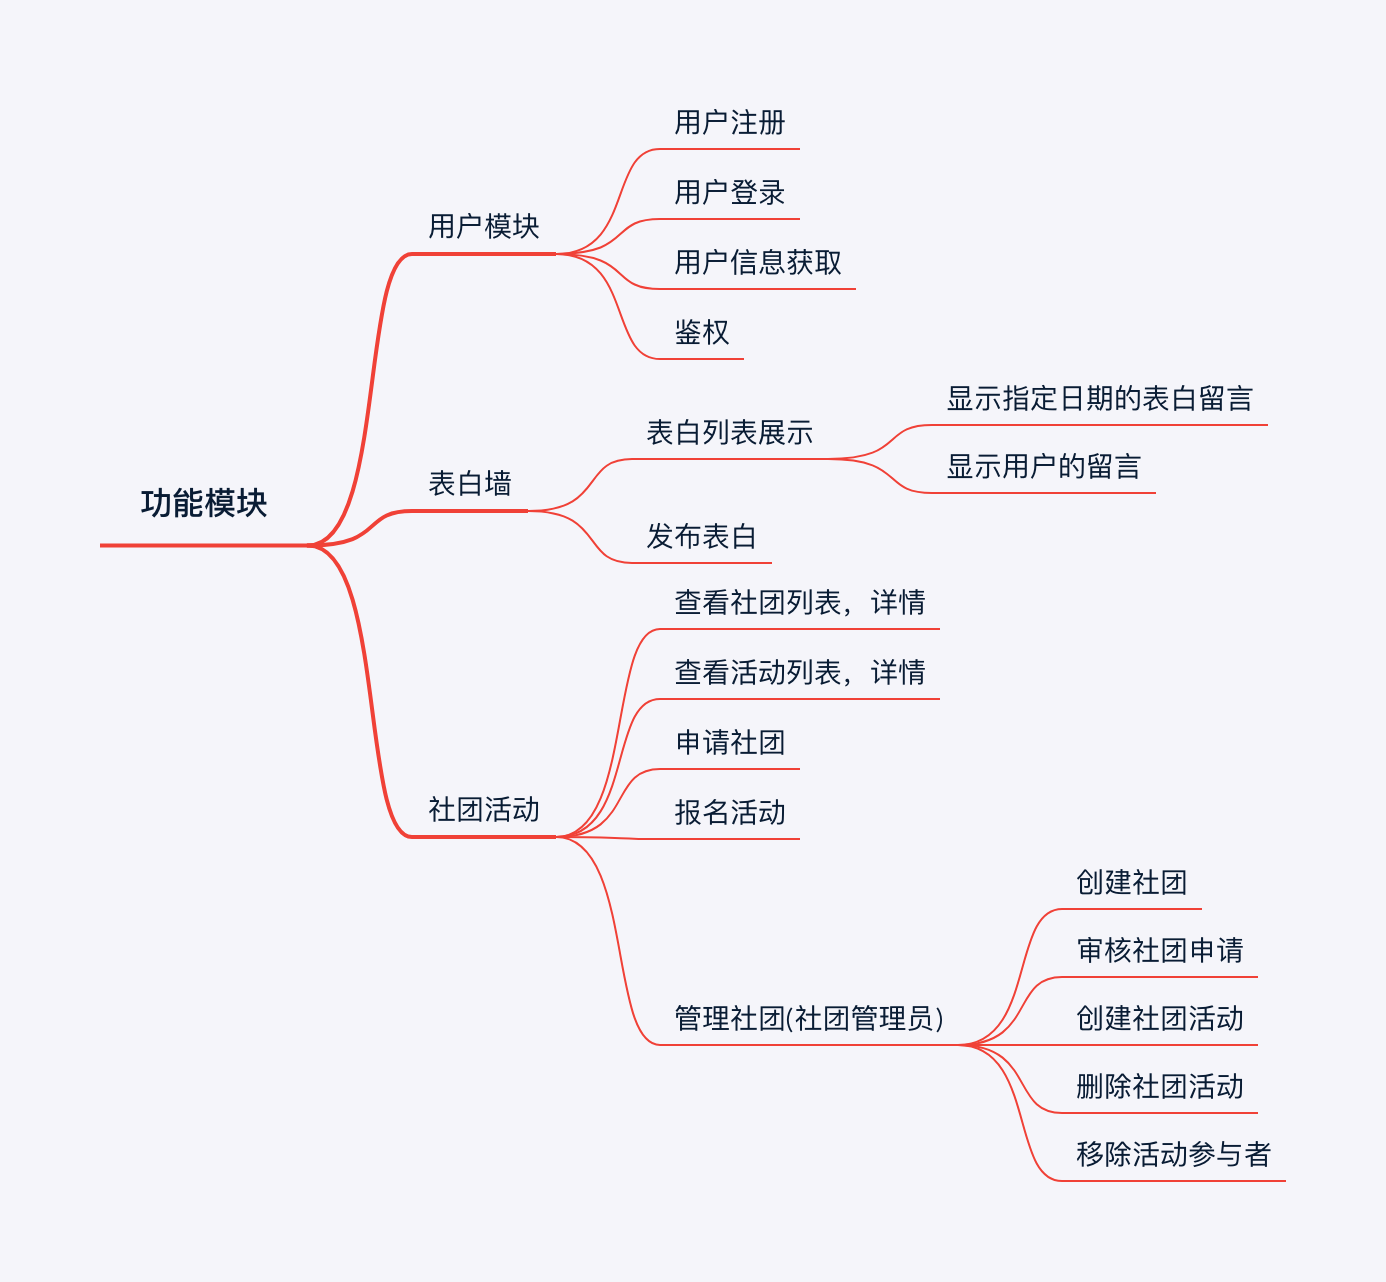 功能模块
用户模块
用户注册
用户登录
用户信息获取
鉴权
表白墙
表白列表展示
显示指定日期的表白留言
显示用户的留言
发布表白
社团活动
查看社团列表，详情
查看活动列表，详情
申请社团
报名活动
管理社团(社团管理员)
创建社团
审核社团申请
创建社团活动
删除社团活动
移除活动参与者